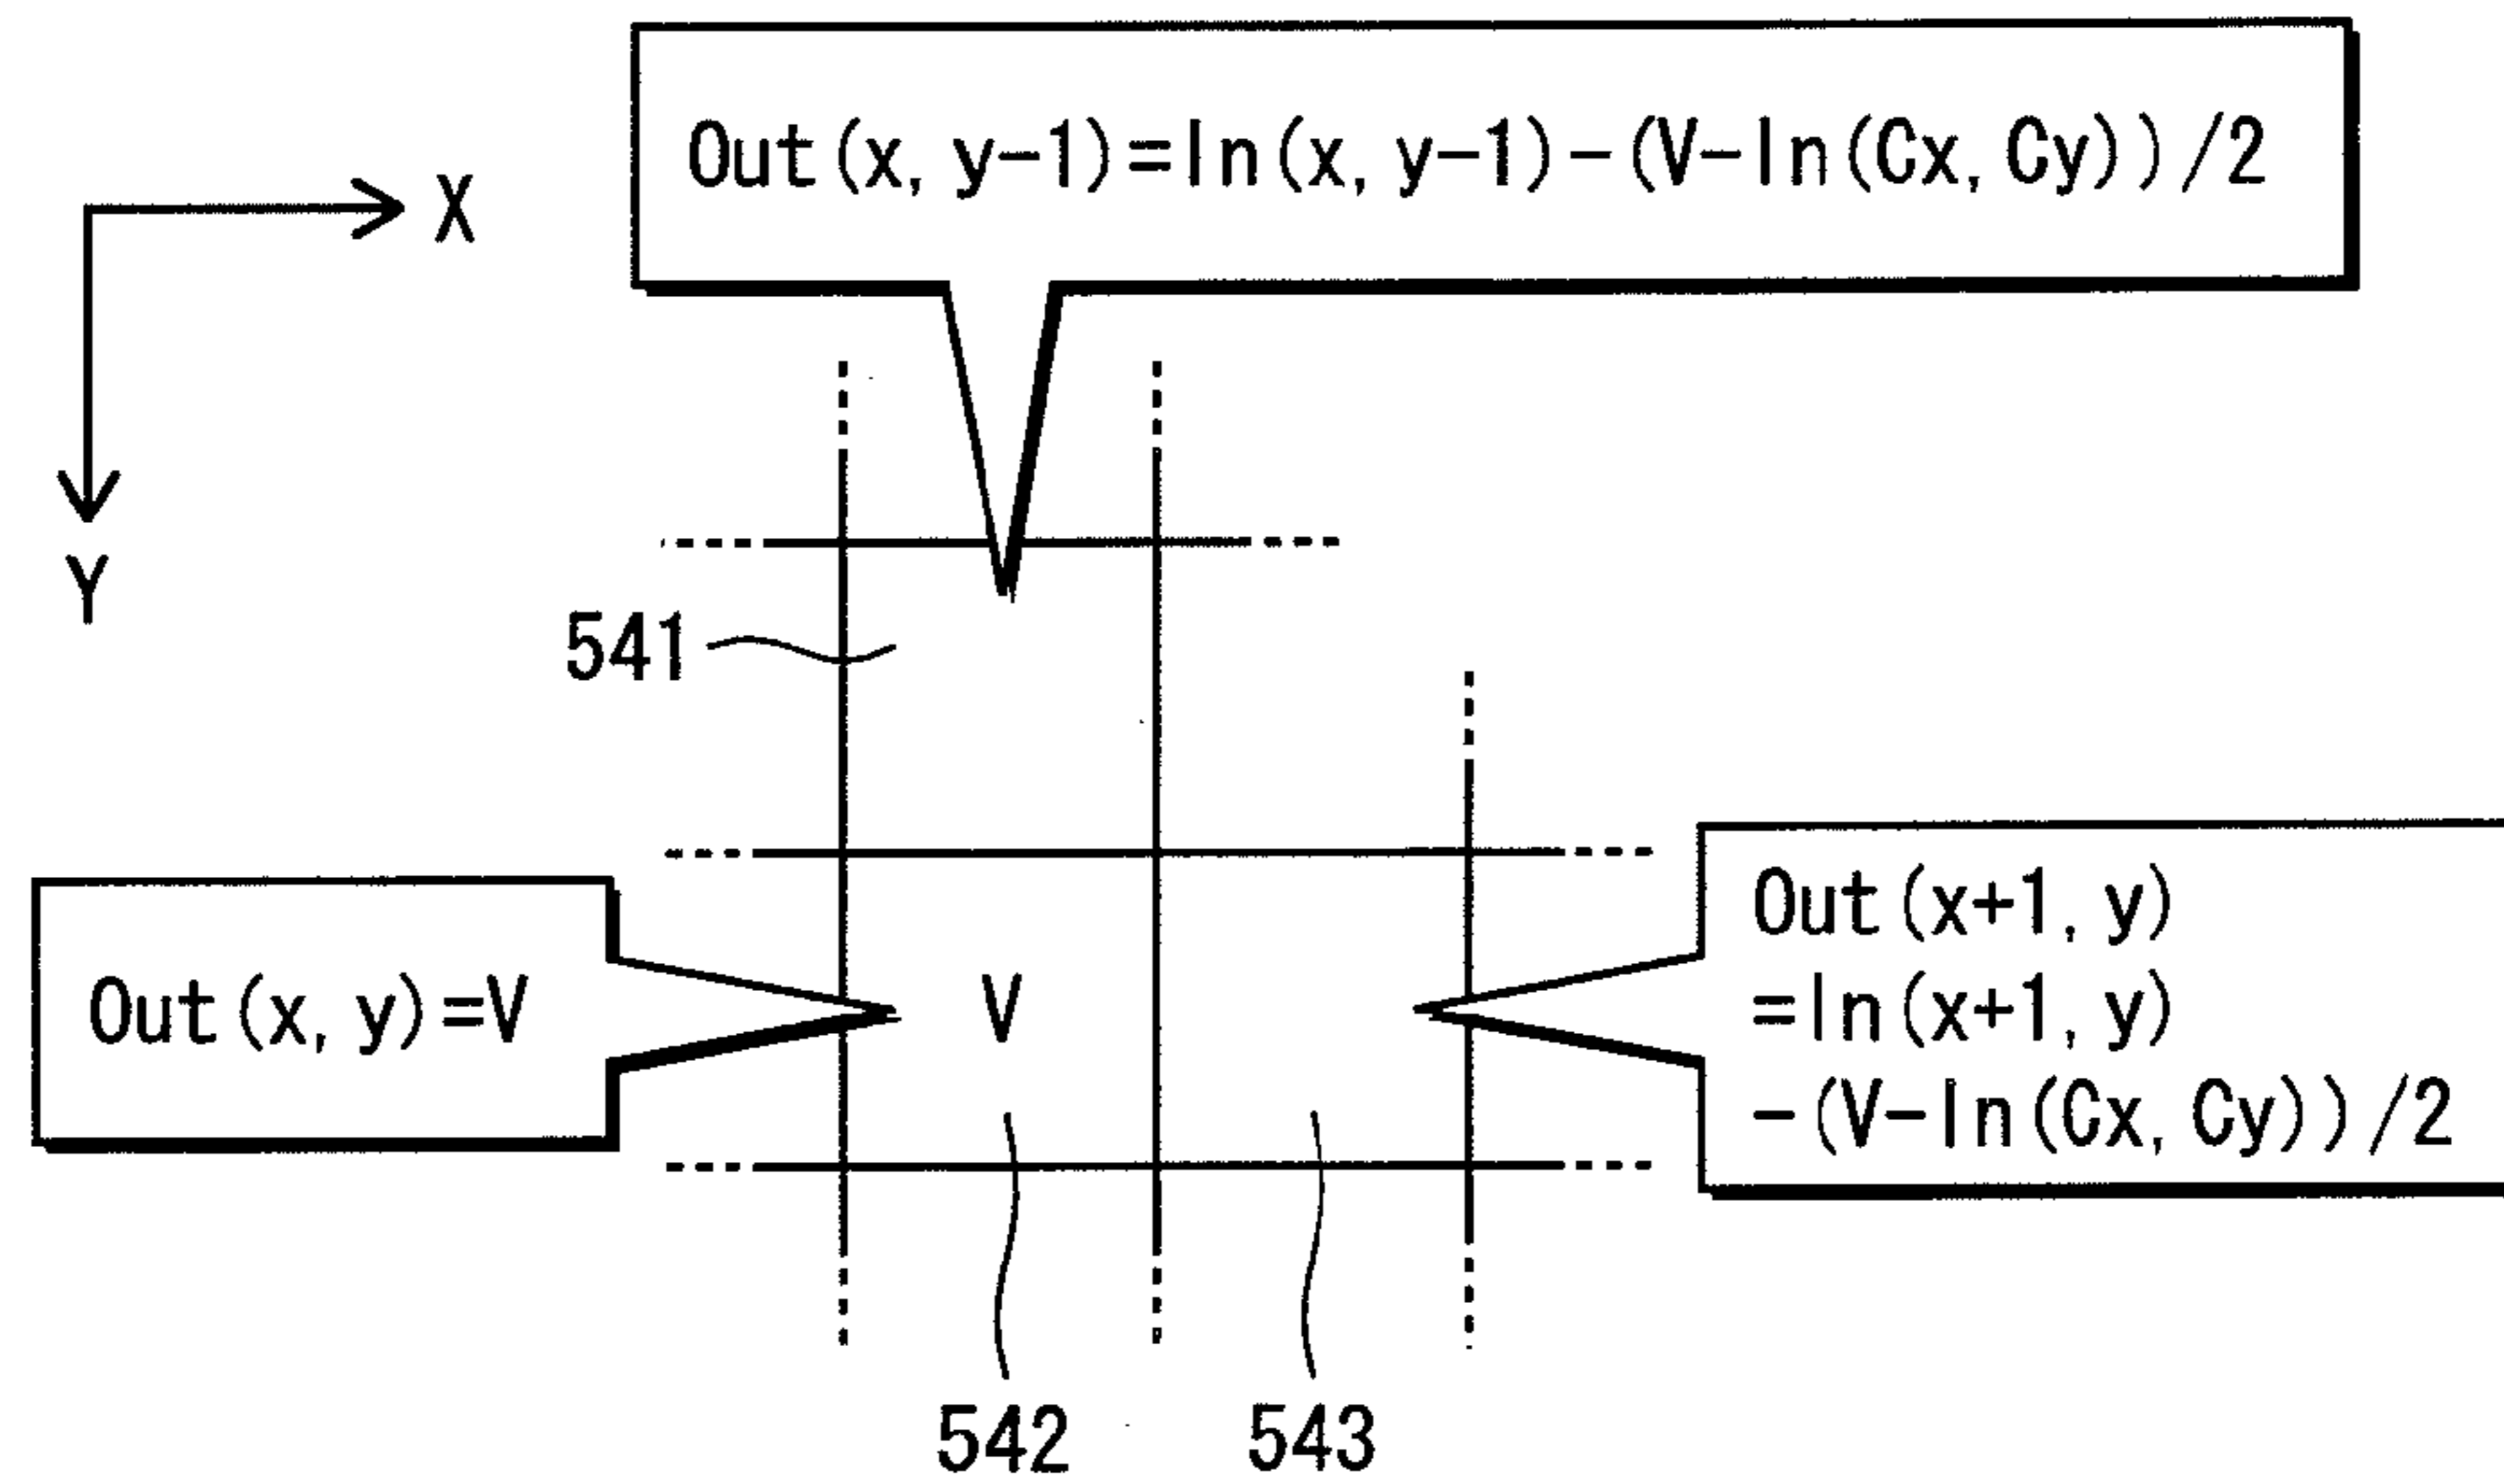 Out(x, y-1)=In(x, y-1)-(V-In(Cx, Cy))/2
X
Y
541
Out(x, y)=V
V
Out(x+1, y)
=In(x+1, y)
-(V-In(Cx, Cy))/2
542
543